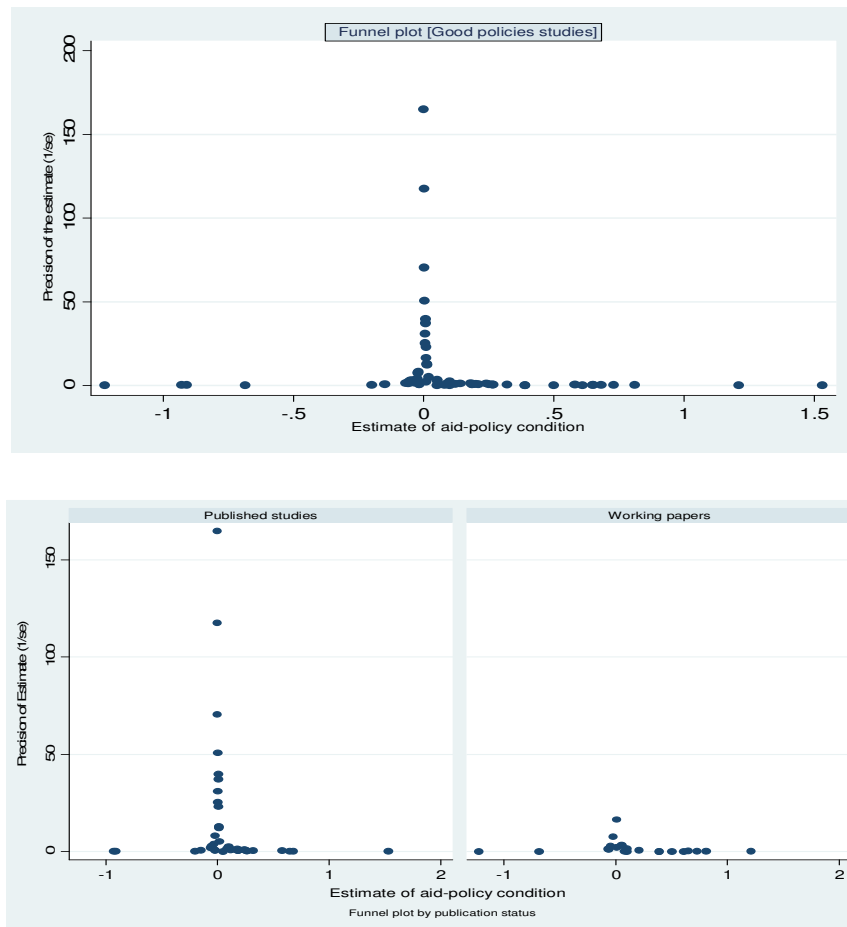 Funnel plot [Good policies studies]
200
150
100
50
0
Precision of the estimate (1/se)
-1 -.5 0 .5 1 1.5
Estimate of aid-policy condition
Published studies Working papers
150
100
50
0
Precision of Estimate (1/se)
-1 0 1 2 -1 0 1 2
Estimate of aid-policy condition
Funnel plot by publication status